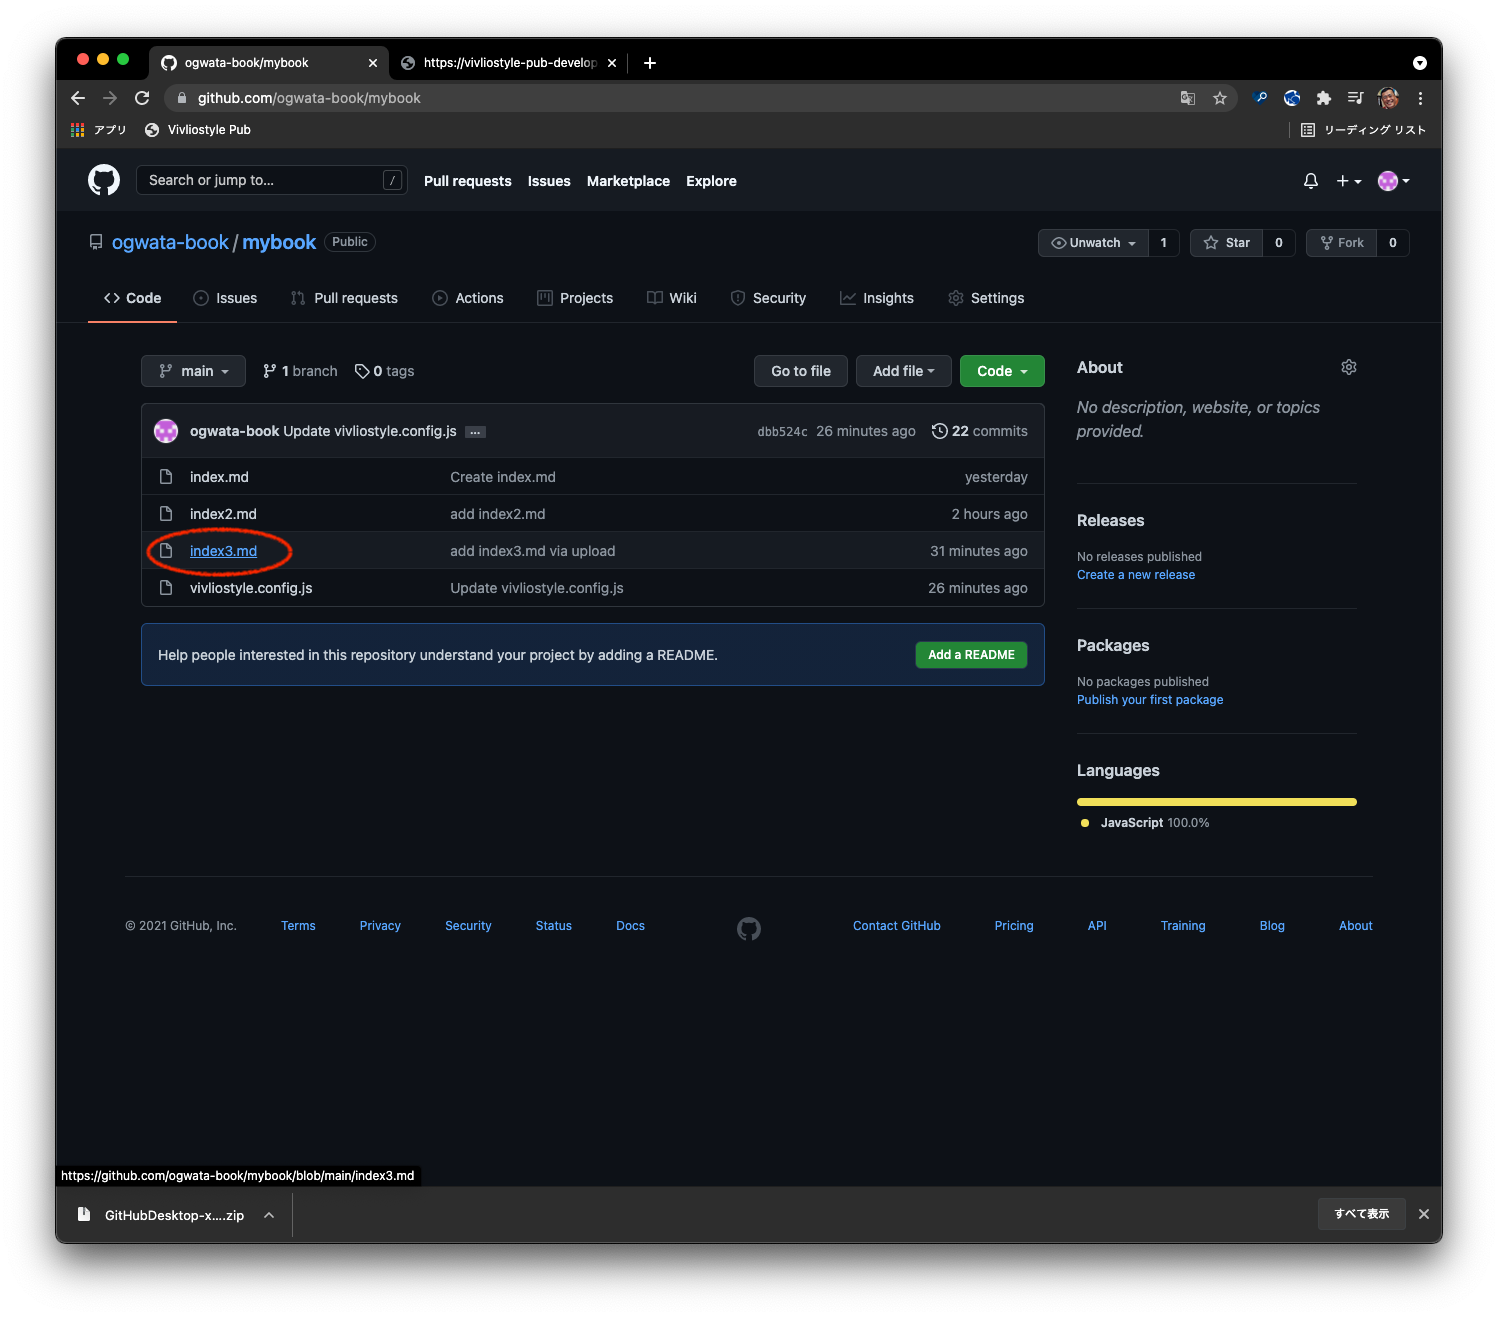 ogwata-book/mybook
https://vivliostyle-pub-develop
github.com/ogwata-book/mybook
アプリ
Vivliostyle Pub
リーディング リスト
Search or jump to...
/
Pull requests
Issues
Marketplace
Explore
ogwata-book / mybook
Public
Unwatch
1
Star
0
Fork
0
Code
Issues
Pull requests
Actions
Projects
Wiki
Security
Insights
Settings
main
1 branch
0 tags
Go to file
Add file
Code
ogwata-book Update vivliostyle.config.js ...
dbb524c 26 minutes ago
22 commits
index.md
Create index.md
yesterday
index2.md
add index2.md
2 hours ago
index3.md
add index3.md via upload
31 minutes ago
vivliostyle.config.js
Update vivliostyle.config.js
26 minutes ago
Help people interested in this repository understand your project by adding a README.
Add a README
About
No description, website, or topics
provided.
Releases
No releases published
Create a new release
Packages
No packages published
Publish your first package
Languages
JavaScript 100.0%
© 2021 GitHub, Inc.
Terms
Privacy
Security
Status
Docs
Contact GitHub
Pricing
API
Training
Blog
About
https://github.com/ogwata-book/mybook/blob/main/index3.md
GitHubDesktop-x....zip
すべて表示